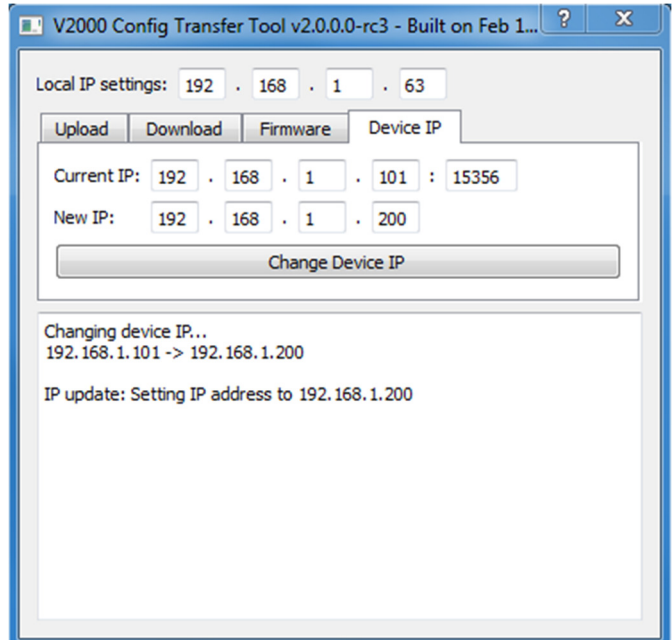 V2000 Config Transfer Tool v2.0.0.0-rc3 - Built on Feb 1... ? X
Local IP settings: 192 . 168 . 1 . 63
Upload Download Firmware Device IP
Current IP: 192 . 168 . 1 . 101 : 15356
New IP: 192 . 168 . 1 . 200
Change Device IP
Changing device IP...
192.168.1.101 -> 192.168.1.200
IP update: Setting IP address to 192.168.1.200